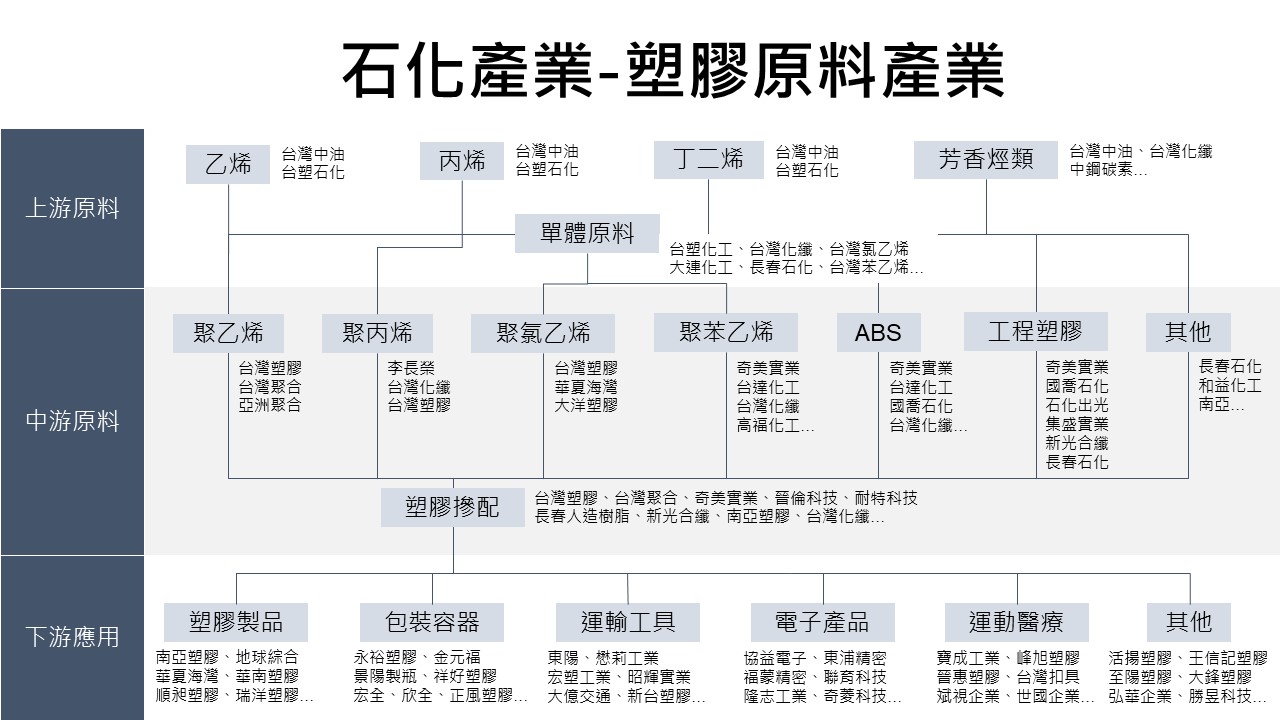 石化產業-塑膠原料產業
上游原料
乙烯
台灣中油
台塑石化
丙烯
台灣中油
台塑石化
丁二烯
台灣中油
台塑石化
芳香烴類
台灣中油、台灣化纖
中鋼碳素...
單體原料
台塑化工、台灣化纖、台灣氯乙烯
大連化工、長春石化、台灣苯乙烯...
中游原料
聚乙烯
台灣塑膠
台灣聚合
亞洲聚合
聚丙烯
李長榮
台灣化纖
台灣塑膠
聚氯乙烯
台灣塑膠
華夏海灣
大洋塑膠
聚苯乙烯
奇美實業
台達化工
台灣化纖
高福化工...
ABS
奇美實業
台達化工
國喬石化
台灣化纖...
工程塑膠
奇美實業
國喬石化
石化出光
集盛實業
新光合纖
長春石化
其他
長春石化
和益化工
南亞...
塑膠摻配
台灣塑膠、台灣聚合、奇美實業、晉倫科技、耐特科技
長春人造樹脂、新光合纖、南亞塑膠、台灣化纖...
下游應用
塑膠製品
南亞塑膠、地球綜合
華夏海灣、華南塑膠
順昶塑膠、瑞洋塑膠...
包裝容器
永裕塑膠、金元福
景陽製瓶、祥好塑膠
宏全、欣全、正風塑膠...
運輸工具
東陽、懋莉工業
宏塑工業、昭輝實業
大億交通、新台塑膠...
電子產品
協益電子、東浦精密
福蒙精密、聯育科技
隆志工業、奇菱科技...
運動醫療
寶成工業、峰旭塑膠
晉惠塑膠、台灣扣具
斌視企業、世國企業...
其他
活揚塑膠、王信記塑膠
至陽塑膠、大鋒塑膠
弘華企業、勝昱科技...